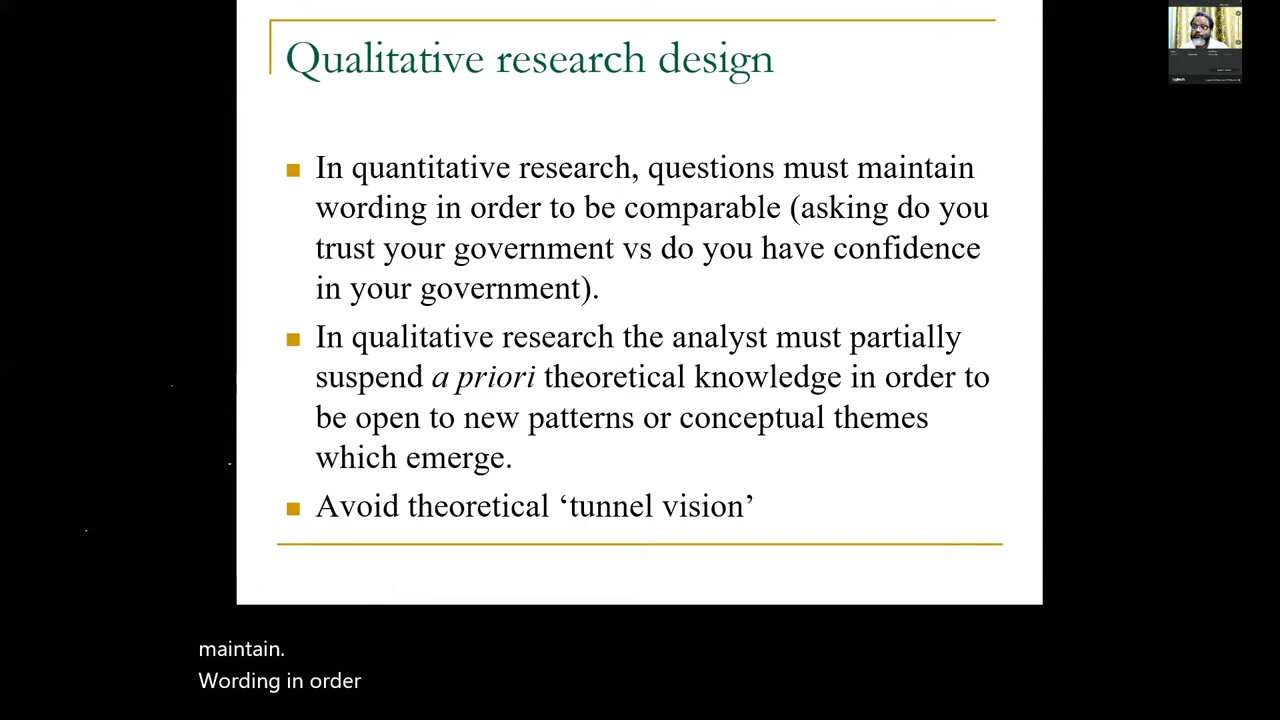 Qualitative research design
In quantitative research, questions must maintain
wording in order to be comparable (asking do you
trust your government vs do you have confidence
in your government).
In qualitative research the analyst must partially
suspend a priori theoretical knowledge in order to
be open to new patterns or conceptual themes
which emerge.
Avoid theoretical ‘tunnel vision’
maintain.
Wording in order